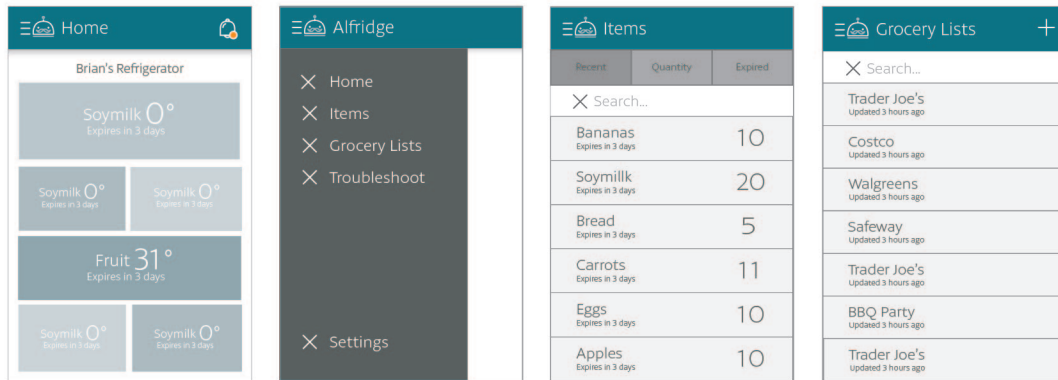 Home
Brian's Refrigerator
Soymilk 0°
Expires in 3 days
Soymilk 0°
Expires in 3 days
Soymilk 0°
Expires in 3 days
Fruit 31°
Expires in 3 days
Soymilk 0°
Expires in 3 days
Soymilk 0°
Expires in 3 days
Alfridge
Home
Items
Grocery Lists
Troubleshoot
Settings
Items
Recent Quantity Expired
Search...
Bananas 10
Expires in 3 days
Soymillk 20
Expires in 3 days
Bread 5
Expires in 3 days
Carrots 11
Expires in 3 days
Eggs 10
Expires in 3 days
Apples 10
Expires in 3 days
Grocery Lists
Search...
Trader Joe's
Updated 3 hours ago
Costco
Updated 3 hours ago
Walgreens
Updated 3 hours ago
Safeway
Updated 3 hours ago
Trader Joe's
Updated 3 hours ago
BBQ Party
Updated 3 hours ago
Trader Joe's
Updated 3 hours ago